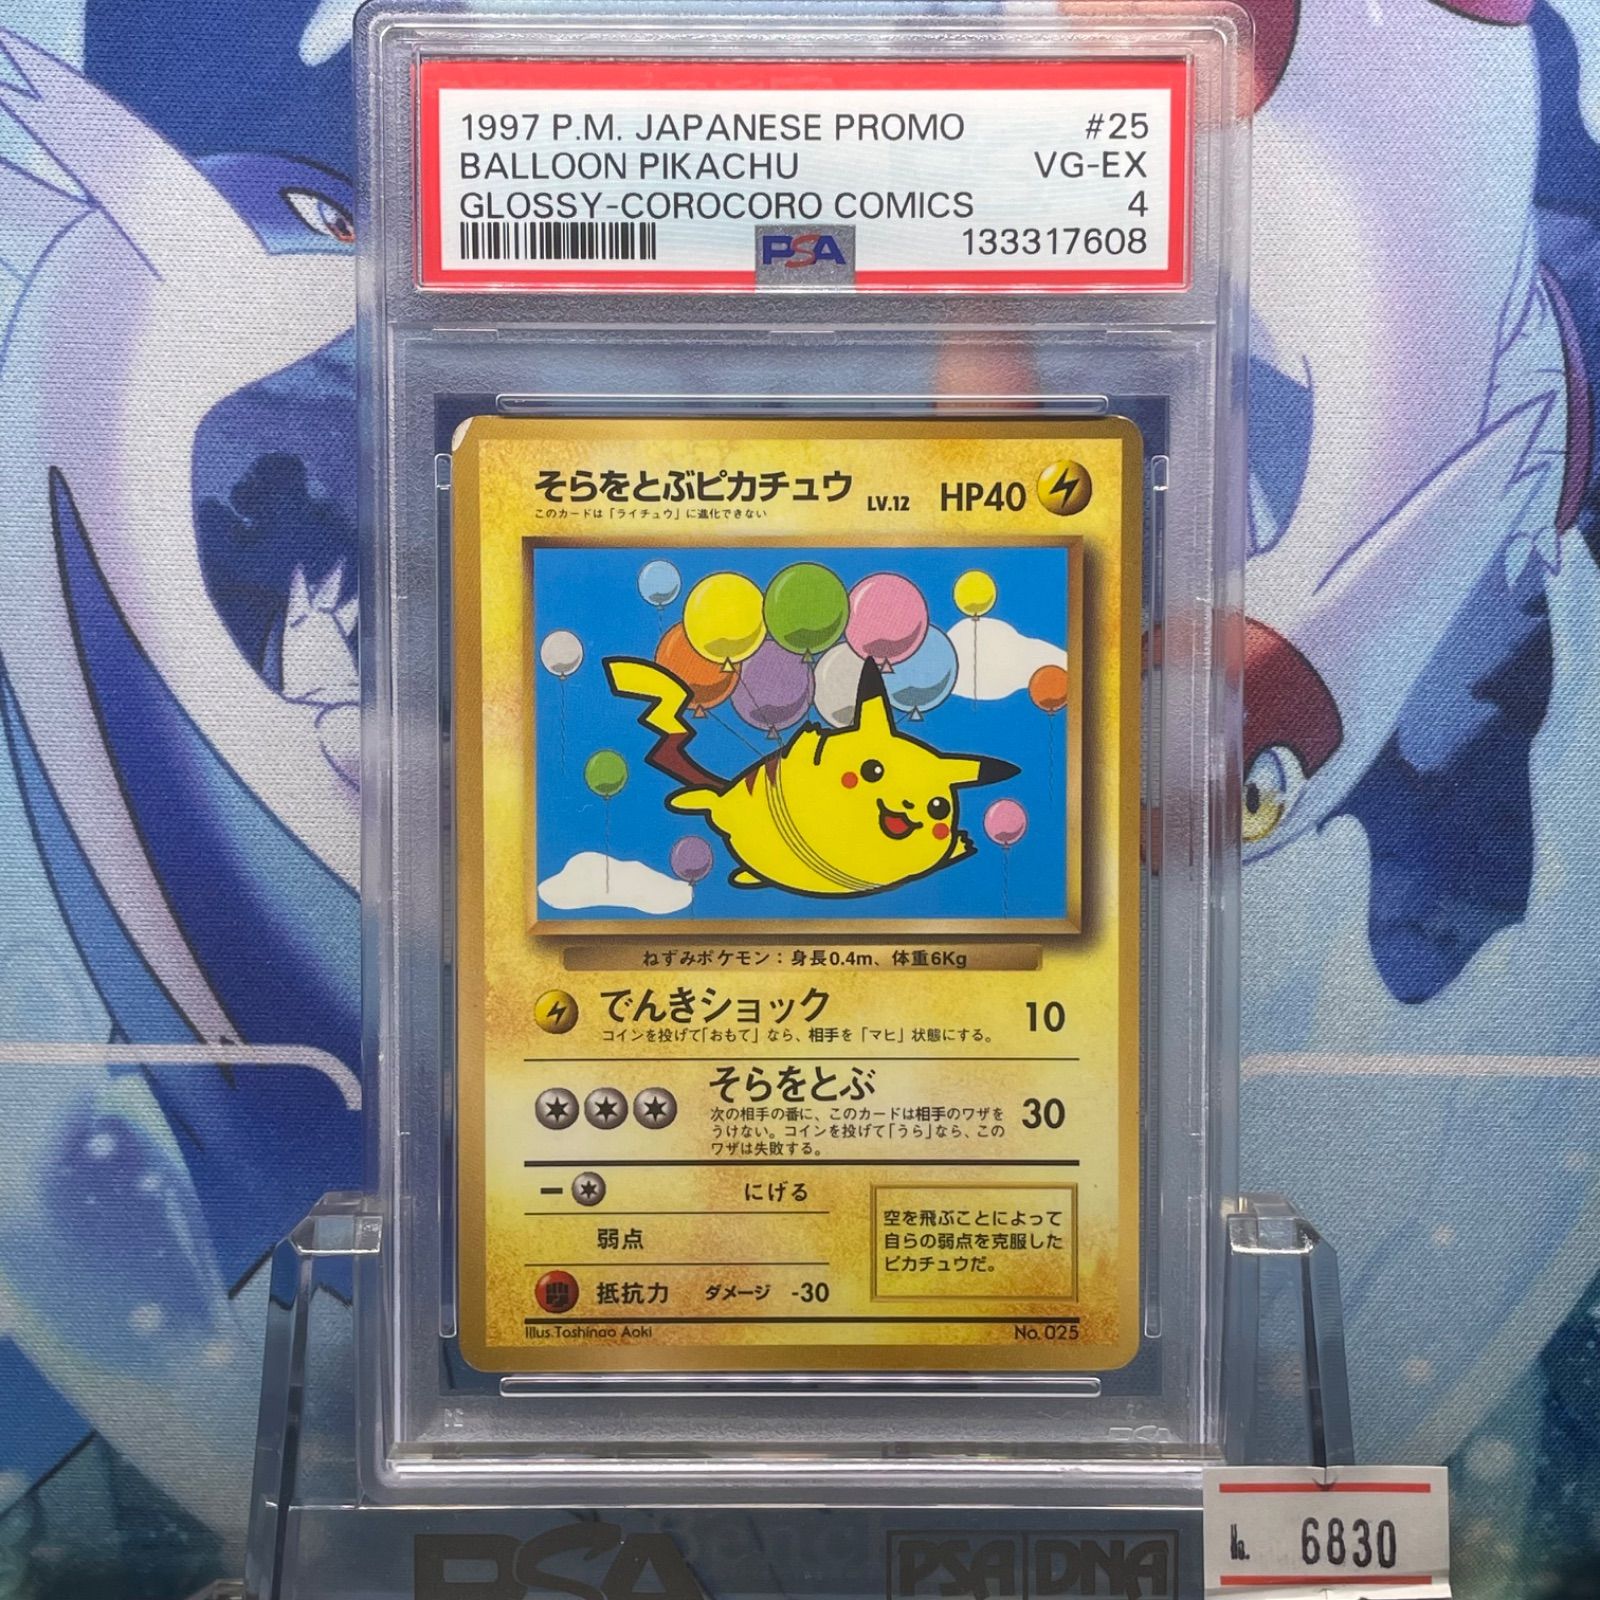 1997 P.M. JAPANESE PROMO #25
BALLOON PIKACHU VG-EX
GLOSSY-COROCORO COMICS 4
PSA 133317608
そらをとぶピカチュウ LV.12 HP40
このカードは「ライチュウ」に進化できない
ねずみポケモン：身長0.4m、体重6Kg
でんきショック 10
コインを投げて「おもて」なら、相手を「マヒ」状態にする。
そらをとぶ 30
次の相手の番に、このカードは相手のワザを
うけない。コインを投げて「うら」なら、この
ワザは失敗する。
ー にげる
弱点
抵抗力 ダメージ -30
空を飛ぶことによって
自らの弱点を克服した
ピカチュウだ。
Illus.Toshinao Aoki No. 025
PSA
PSA PSA DNA
No. 6830